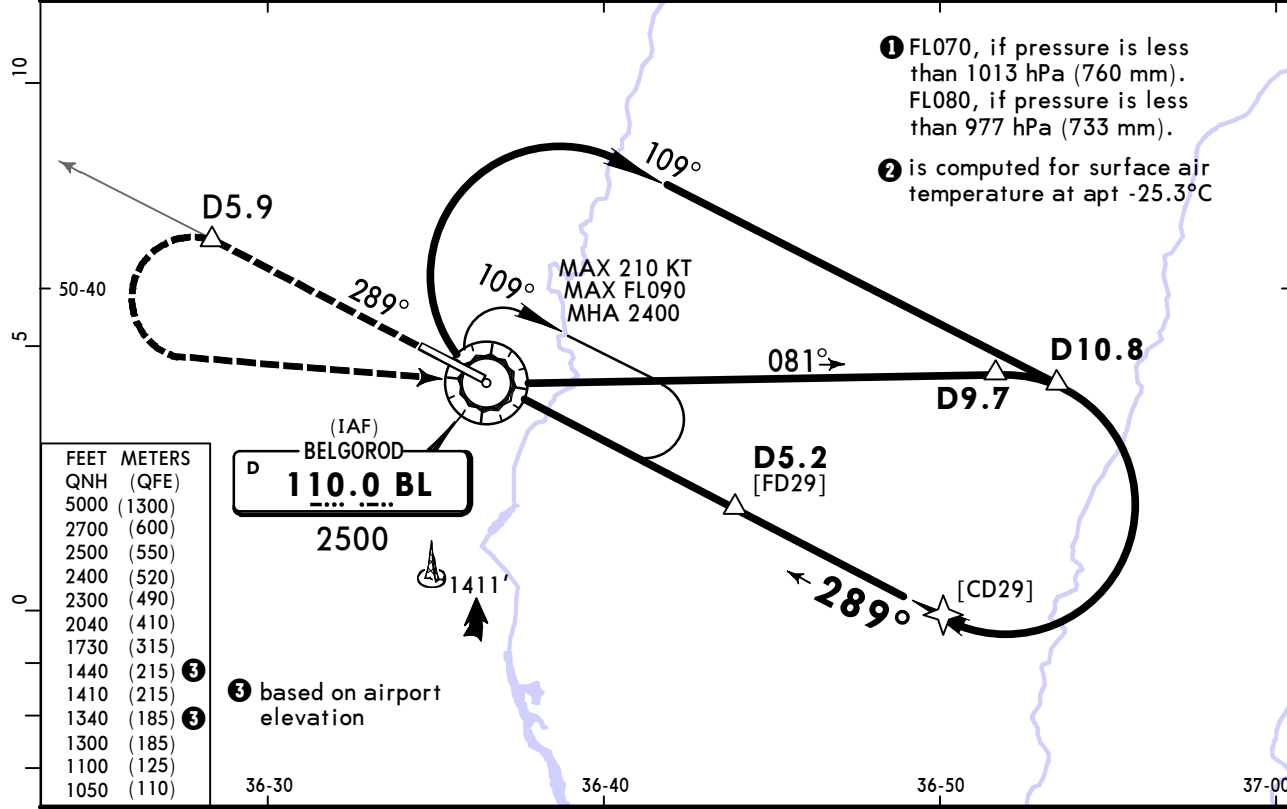 ❶ FL070, if pressure is less
than 1013 hPa (760 mm).
FL080, if pressure is less
than 977 hPa (733 mm).
❷ is computed for surface air
temperature at apt -25.3°C
10
5
0
50-40
D5.9
289°
109°
109°
MAX 210 KT
MAX FL090
MHA 2400
081°
D10.8
D9.7
(IAF)
BELGOROD
D
110.0 BL
2500
D5.2
[FD29]
1411'
289°
[CD29]
FEET METERS
QNH (QFE)
5000 (1300)
2700 (600)
2500 (550)
2400 (520)
2300 (490)
2040 (410)
1730 (315)
1440 (215) ❸
1410 (215)
1340 (185) ❸
1300 (185)
1100 (125)
1050 (110)
❸ based on airport
elevation
36-30
36-40
36-50
37-00